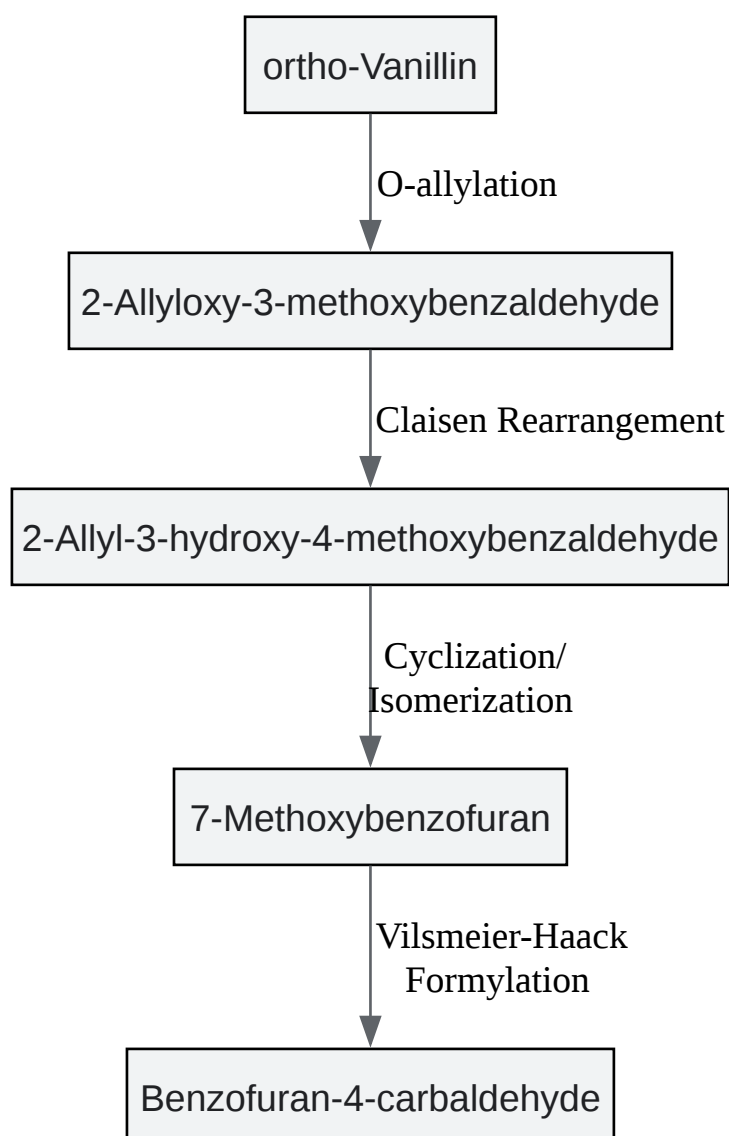 ortho-Vanillin
O-allylation
2-Allyloxy-3-methoxybenzaldehyde
Claisen Rearrangement
2-Allyl-3-hydroxy-4-methoxybenzaldehyde
Cyclization/
Isomerization
7-Methoxybenzofuran
Vilsmeier-Haack
Formylation
Benzofuran-4-carbaldehyde